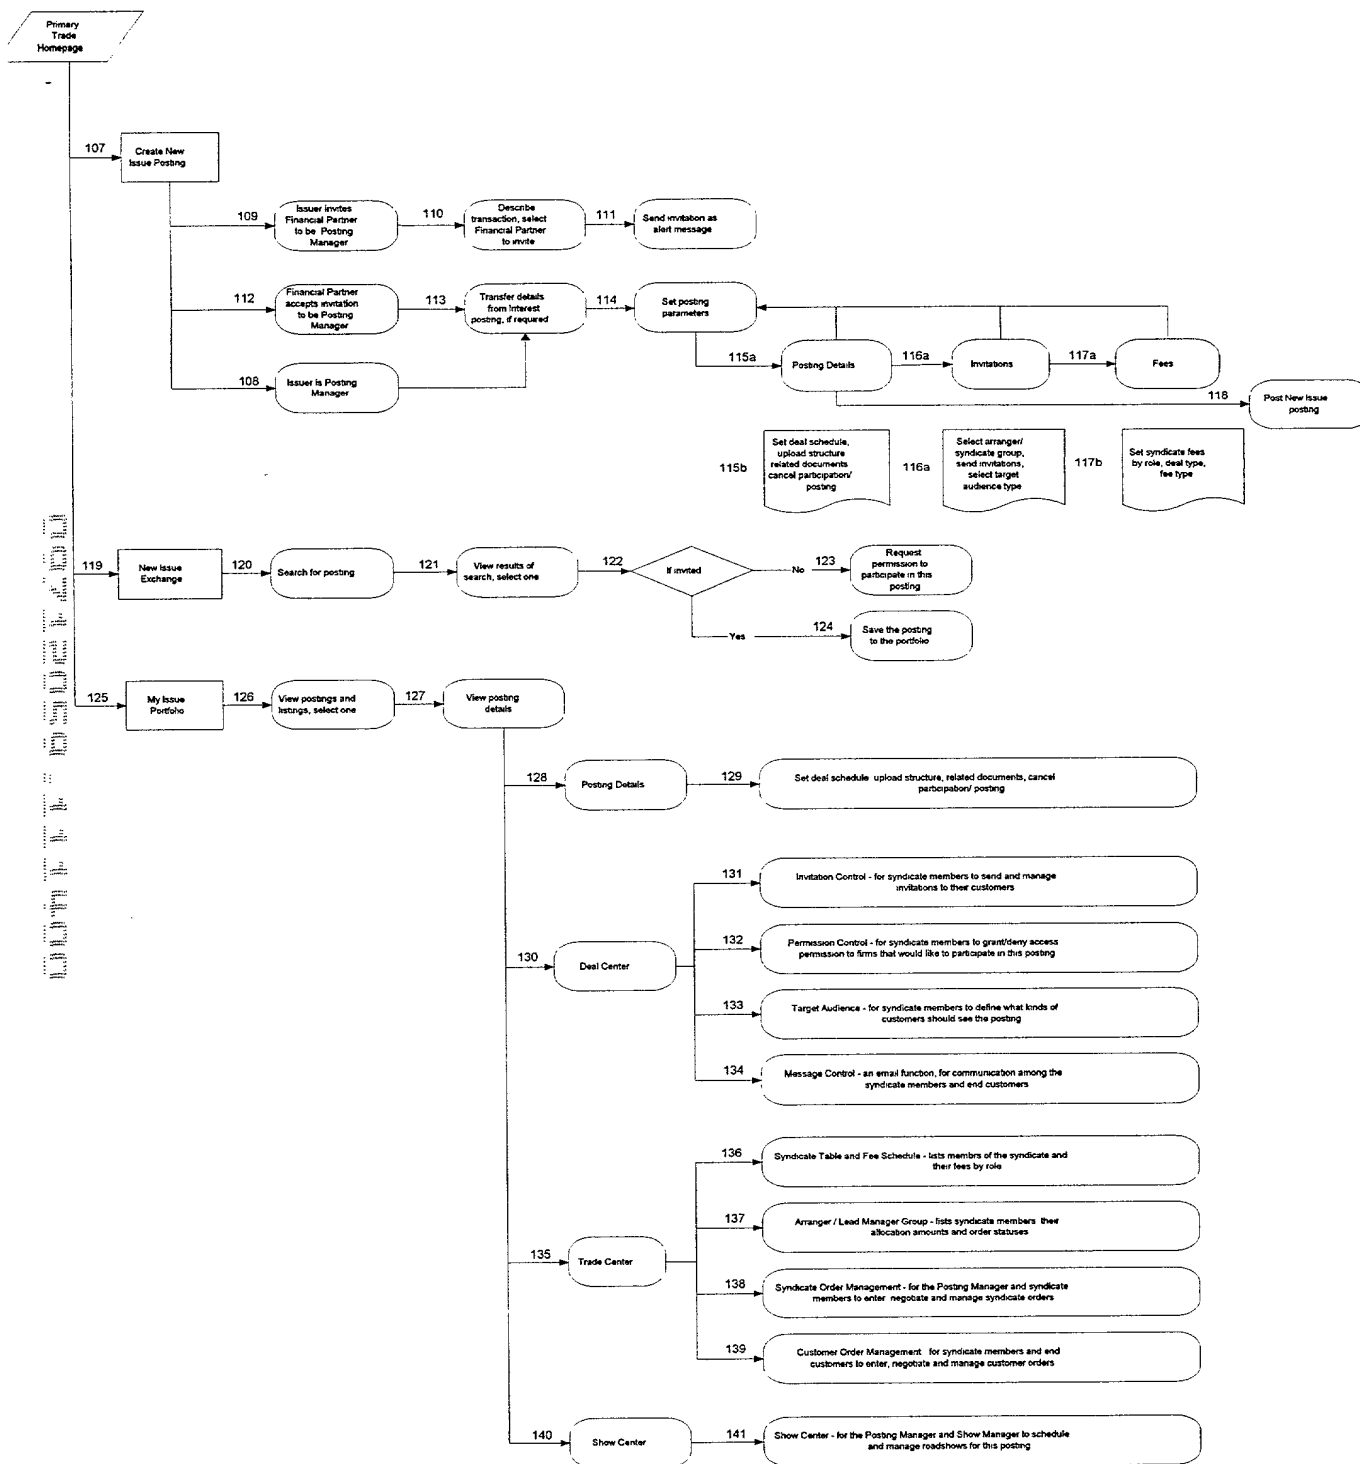 Primary
Trade
Homepage
107
Create New
Issue Posting
109
Issuer invites
Financial Partner
to be Posting
Manager
110
Describe
transaction, select
Financial Partner
to invite
111
Send invitation as
alert message
112
Financial Partner
accepts invitation
to be Posting
Manager
113
Transfer details
from Interest
posting, if required
114
Set posting
parameters
108
Issuer is Posting
Manager
115a
Posting Details
116a
Invitations
117a
Fees
118
Post New Issue
posting
115b
Set deal schedule,
upload structure
related documents
cancel participation/
posting
116a
Select arranger/
syndicate group,
send invitations,
select target
audience type
117b
Set syndicate fees
by role, deal type,
fee type
119
New Issue
Exchange
120
Search for posting
121
View results of
search, select one
122
If invited
No
123
Request
permission to
participate in this
posting
Yes
124
Save the posting
to the portfolio
125
My Issue
Portfolio
126
View postings and
listings, select one
127
View posting
details
128
Posting Details
129
Set deal schedule upload structure, related documents, cancel
participation/ posting
130
Deal Center
131
Invitation Control - for syndicate members to send and manage
invitations to their customers
132
Permission Control - for syndicate members to grant/deny access
permission to firms that would like to participate in this posting
133
Target Audience - for syndicate members to define what kinds of
customers should see the posting
134
Message Control - an email function, for communication among the
syndicate members and end customers
135
Trade Center
136
Syndicate Table and Fee Schedule - lists membrs of the syndicate and
their fees by role
137
Arranger / Lead Manager Group - lists syndicate members their
allocation amounts and order statuses
138
Syndicate Order Management - for the Posting Manager and syndicate
members to enter negotiate and manage syndicate orders
139
Customer Order Management for syndicate members and end
customers to enter, negotiate and manage customer orders
140
Show Center
141
Show Center - for the Posting Manager and Show Manager to schedule
and manage roadshows for this posting